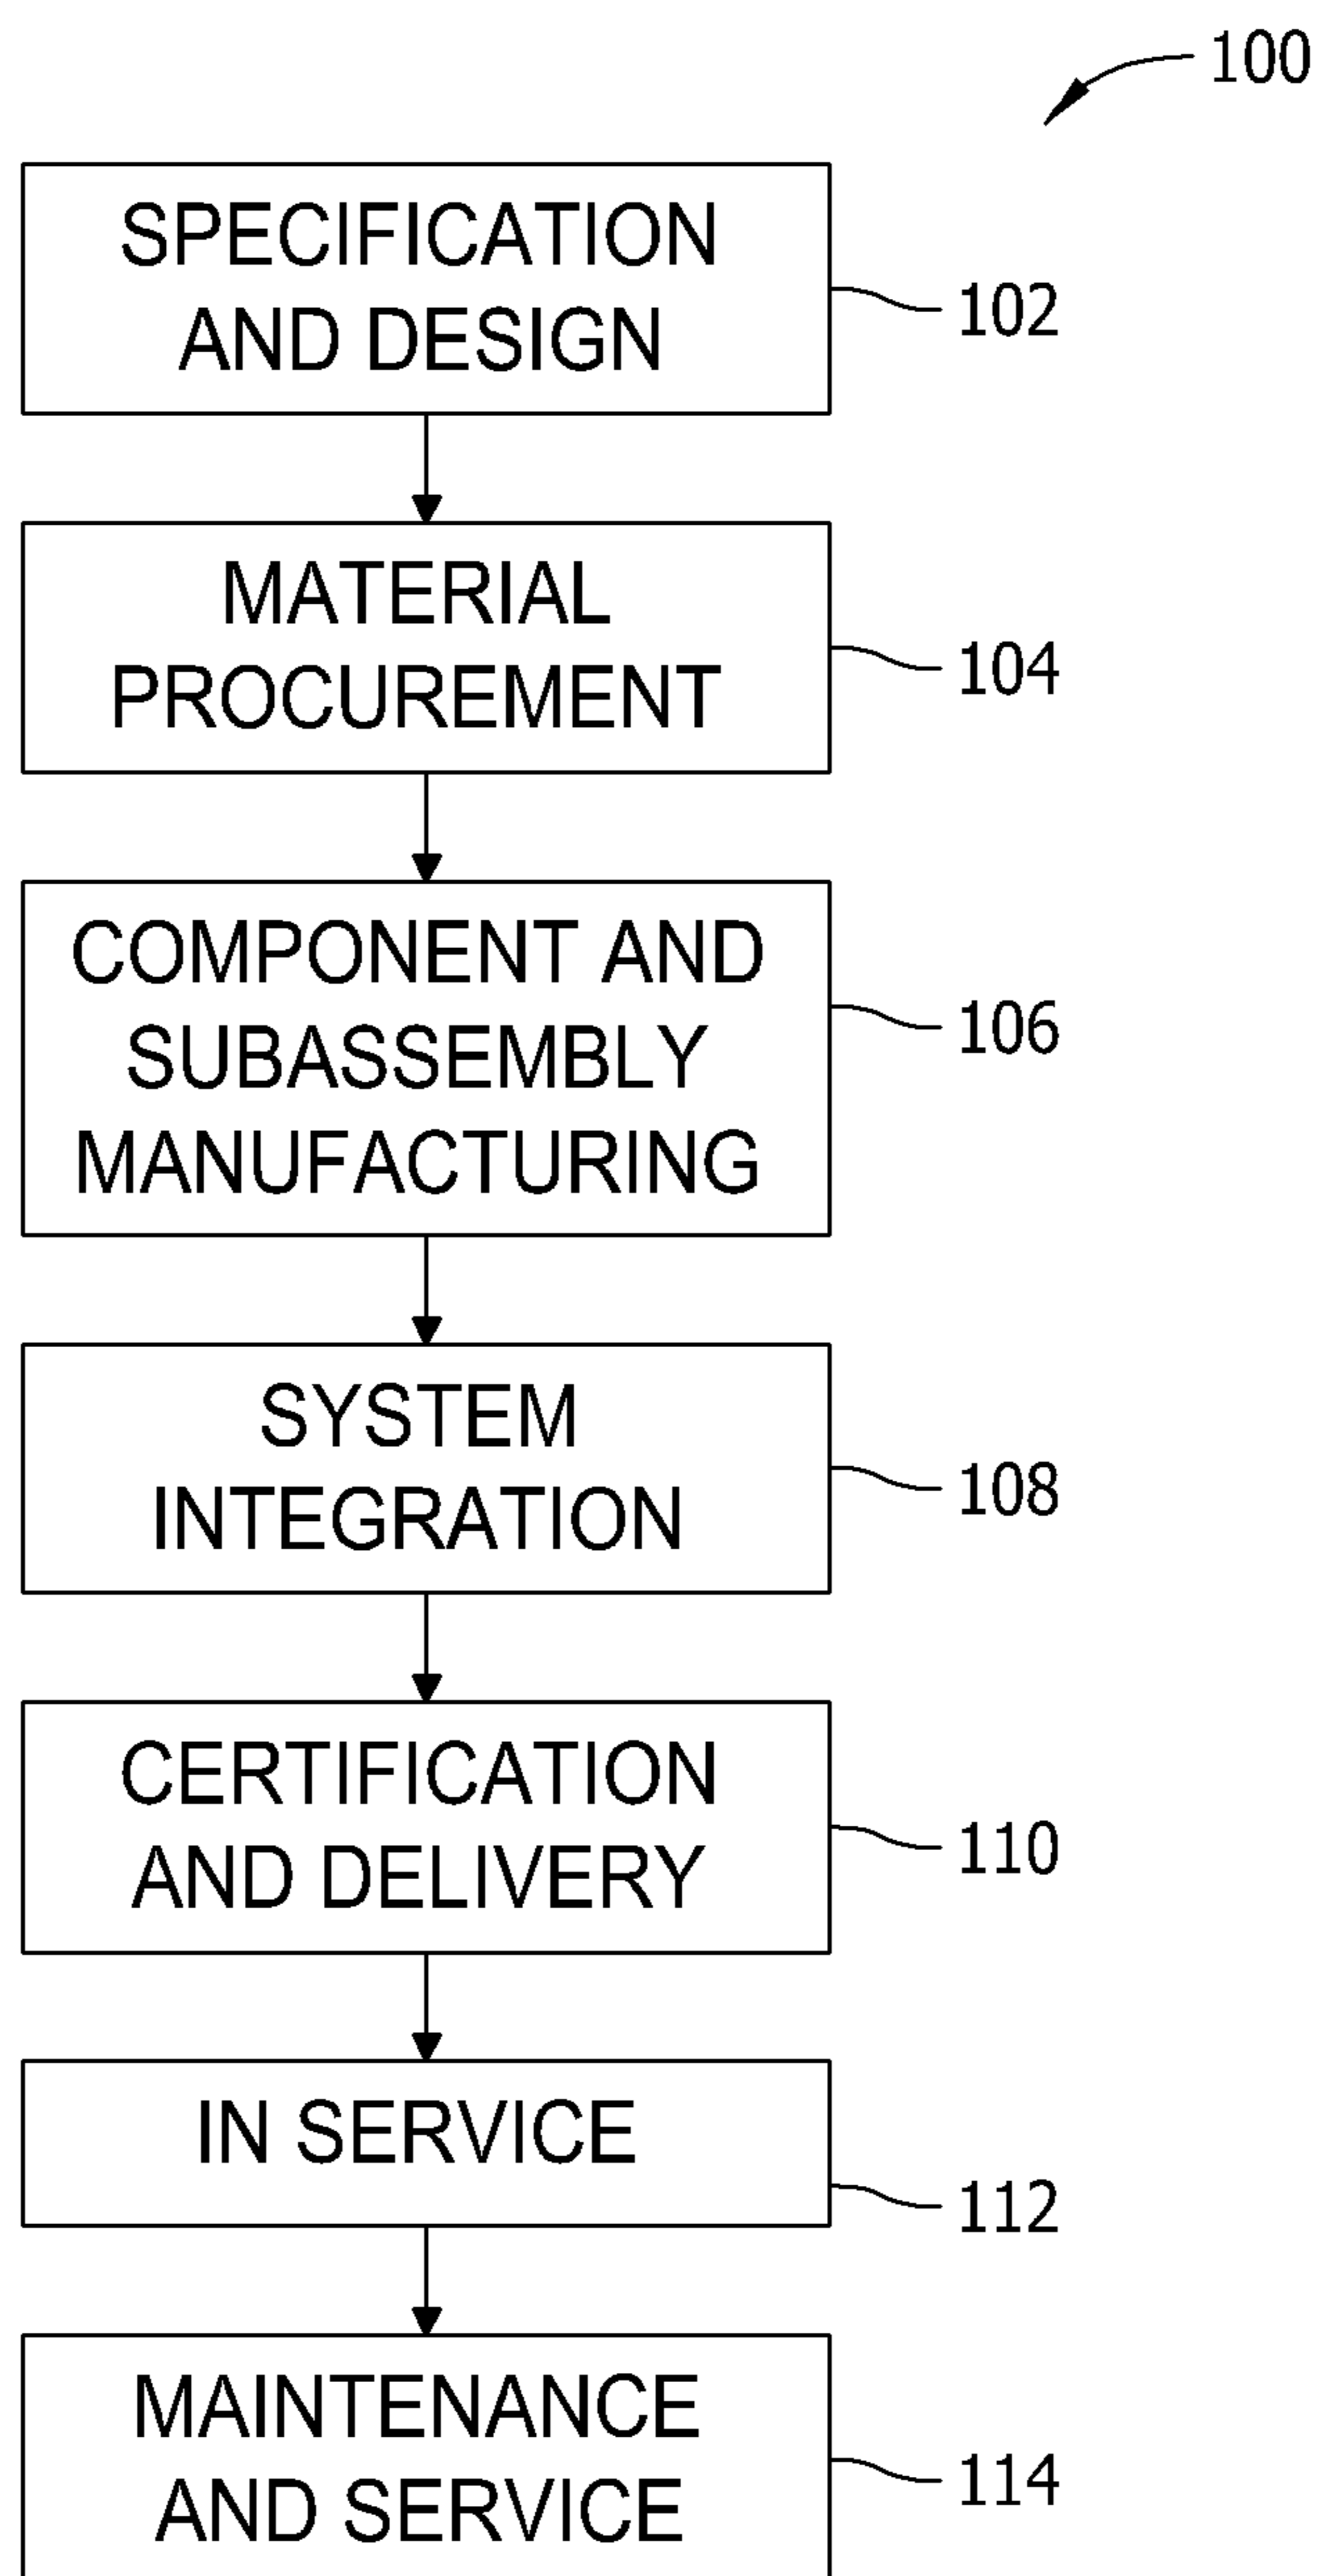 100
SPECIFICATION
AND DESIGN
102
MATERIAL
PROCUREMENT
104
COMPONENT AND
SUBASSEMBLY
MANUFACTURING
106
SYSTEM
INTEGRATION
108
CERTIFICATION
AND DELIVERY
110
IN SERVICE
112
MAINTENANCE
AND SERVICE
114